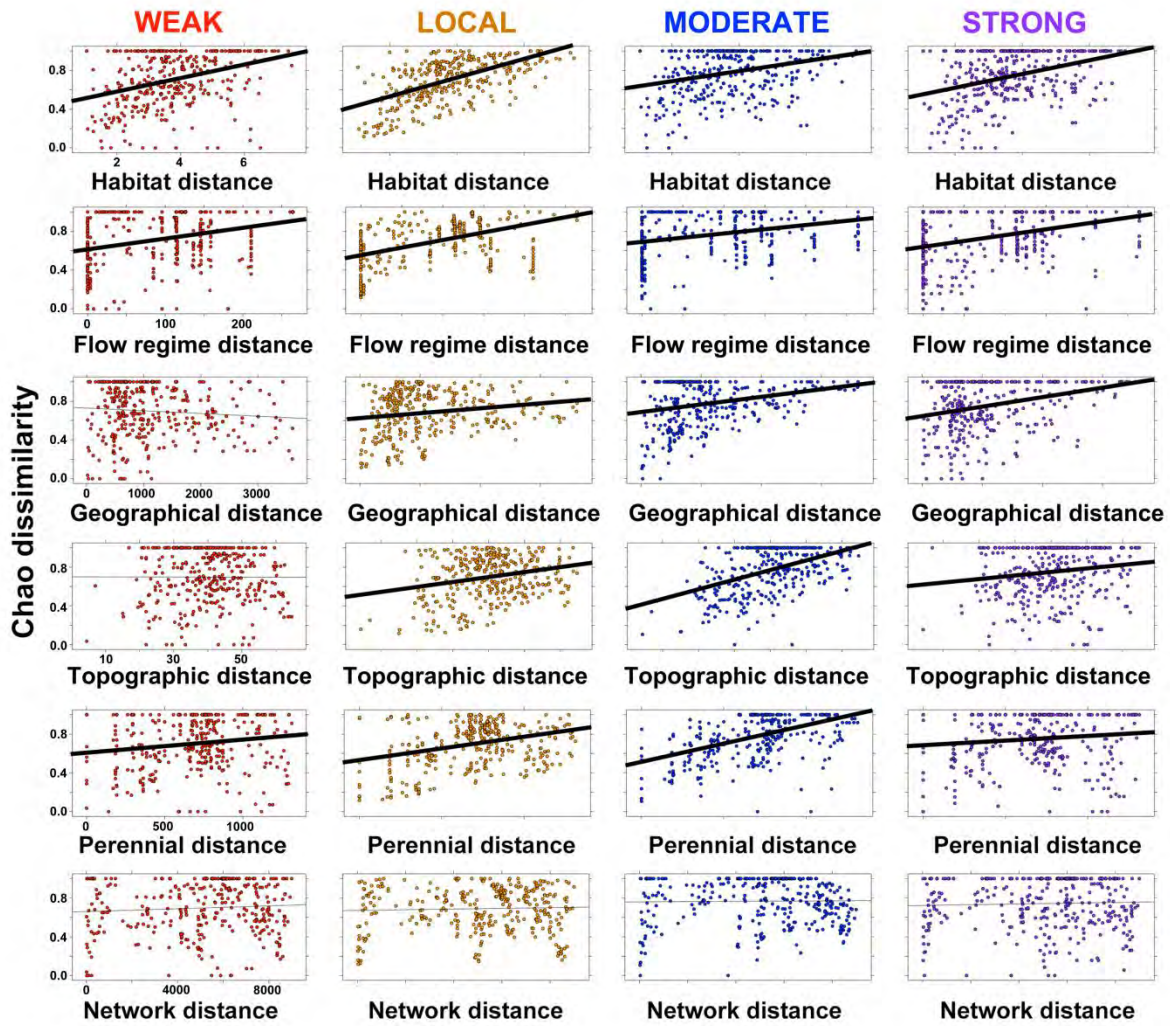 WEAK LOCAL MODERATE STRONG
Chao dissimilarity
0.8
0.4
0.0
2 4 6
Habitat distance Habitat distance Habitat distance Habitat distance
0.8
0.4
0.0
0 100 200
Flow regime distance Flow regime distance Flow regime distance Flow regime distance
0.8
0.4
0.0
0 1000 2000 3000
Geographical distance Geographical distance Geographical distance Geographical distance
0.8
0.4
0.0
10 30 50
Topographic distance Topographic distance Topographic distance Topographic distance
0.8
0.4
0.0
0 500 1000
Perennial distance Perennial distance Perennial distance Perennial distance
0.8
0.4
0.0
0 4000 8000
Network distance Network distance Network distance Network distance